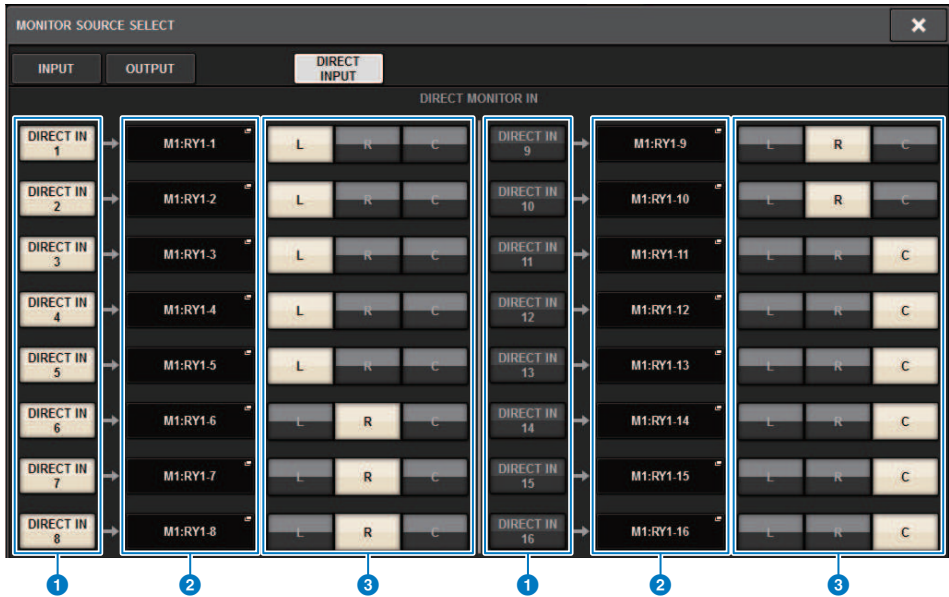 MONITOR SOURCE SELECT
INPUT OUTPUT DIRECT INPUT
DIRECT MONITOR IN
DIRECT IN 1 M1:RY1-1 L R C DIRECT IN 9 M1:RY1-9 L R C
DIRECT IN 2 M1:RY1-2 L R C DIRECT IN 10 M1:RY1-10 L R C
DIRECT IN 3 M1:RY1-3 L R C DIRECT IN 11 M1:RY1-11 L R C
DIRECT IN 4 M1:RY1-4 L R C DIRECT IN 12 M1:RY1-12 L R C
DIRECT IN 5 M1:RY1-5 L R C DIRECT IN 13 M1:RY1-13 L R C
DIRECT IN 6 M1:RY1-6 L R C DIRECT IN 14 M1:RY1-14 L R C
DIRECT IN 7 M1:RY1-7 L R C DIRECT IN 15 M1:RY1-15 L R C
DIRECT IN 8 M1:RY1-8 L R C DIRECT IN 16 M1:RY1-16 L R C
1 2 3 1 2 3